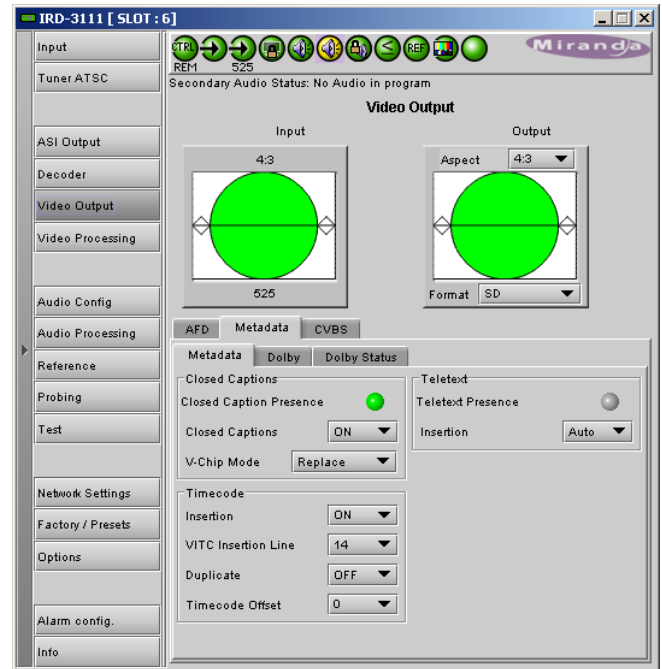 IRD-3111 [ SLOT : 6]
Input
Tuner ATSC
ASI Output
Decoder
Video Output
Video Processing
Audio Config
Audio Processing
Reference
Probing
Test
Network Settings
Factory / Presets
Options
Alarm config.
Info
CTRL
REM
525
REF
Miranda
Secondary Audio Status: No Audio in program
Video Output
Input
4:3
525
Output
Aspect 4:3
Format SD
AFD Metadata CVBS
Metadata Dolby Dolby Status
Closed Captions
Closed Caption Presence
Closed Captions ON
V-Chip Mode Replace
Timecode
Insertion ON
VITC Insertion Line 14
Duplicate OFF
Timecode Offset 0
Teletext
Teletext Presence
Insertion Auto